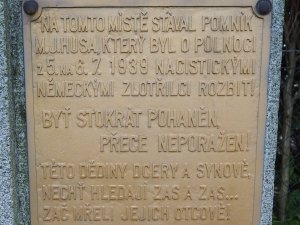 NA TOMTO MÍSTĚ STÁVAL POMNÍK
M.J.HUSA, KTERÝ BYL O PŮLNOCI
z 5. NA 6.7. 1939 NACISTICKÝMI
NĚMECKÝMI ZLOTŘILCI ROZBIT!
BYŤ STOKRÁT POHANĚN,
PŘECE NEPORAŽEN!
TÉTO DĚDINY DCERY A SYNOVÉ,
NECHŤ HLEDAJÍ ZAS A ZAS...
ZAČ MŘELI JEJICH OTCOVÉ!